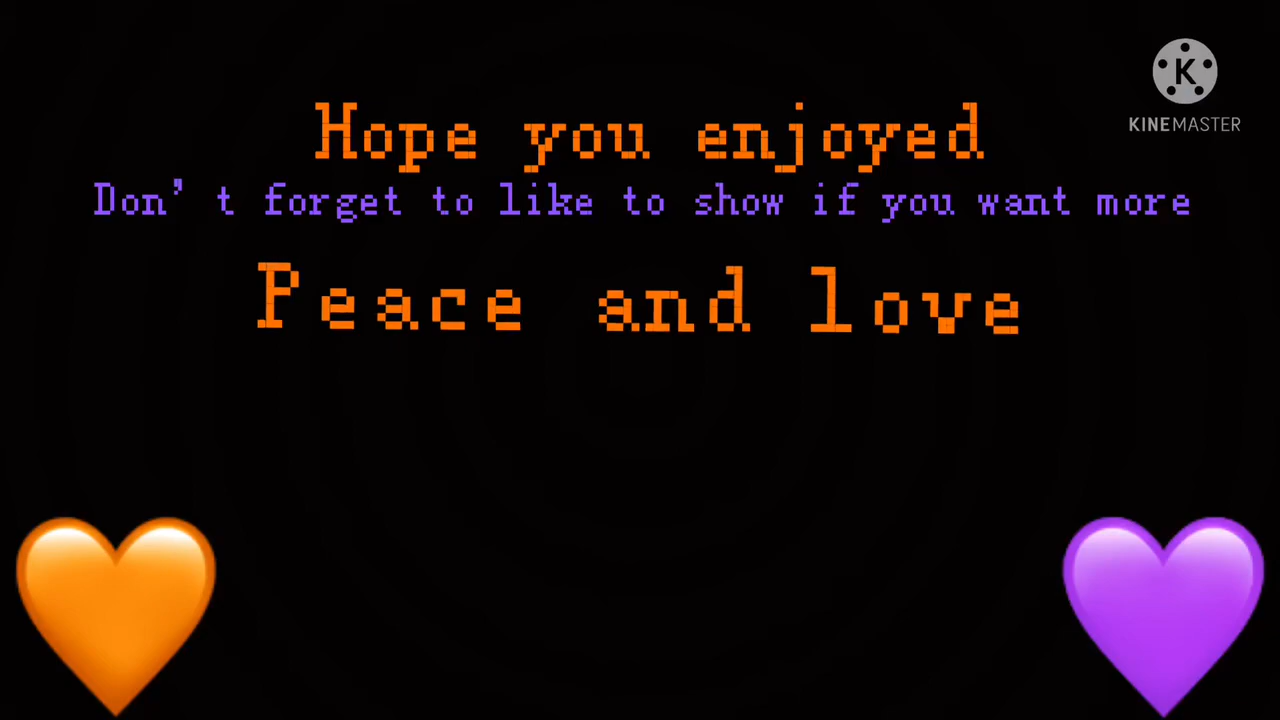 K
KINEMASTER
Hope you enjoyed
Don't forget to like to show if you want more
Peace and love